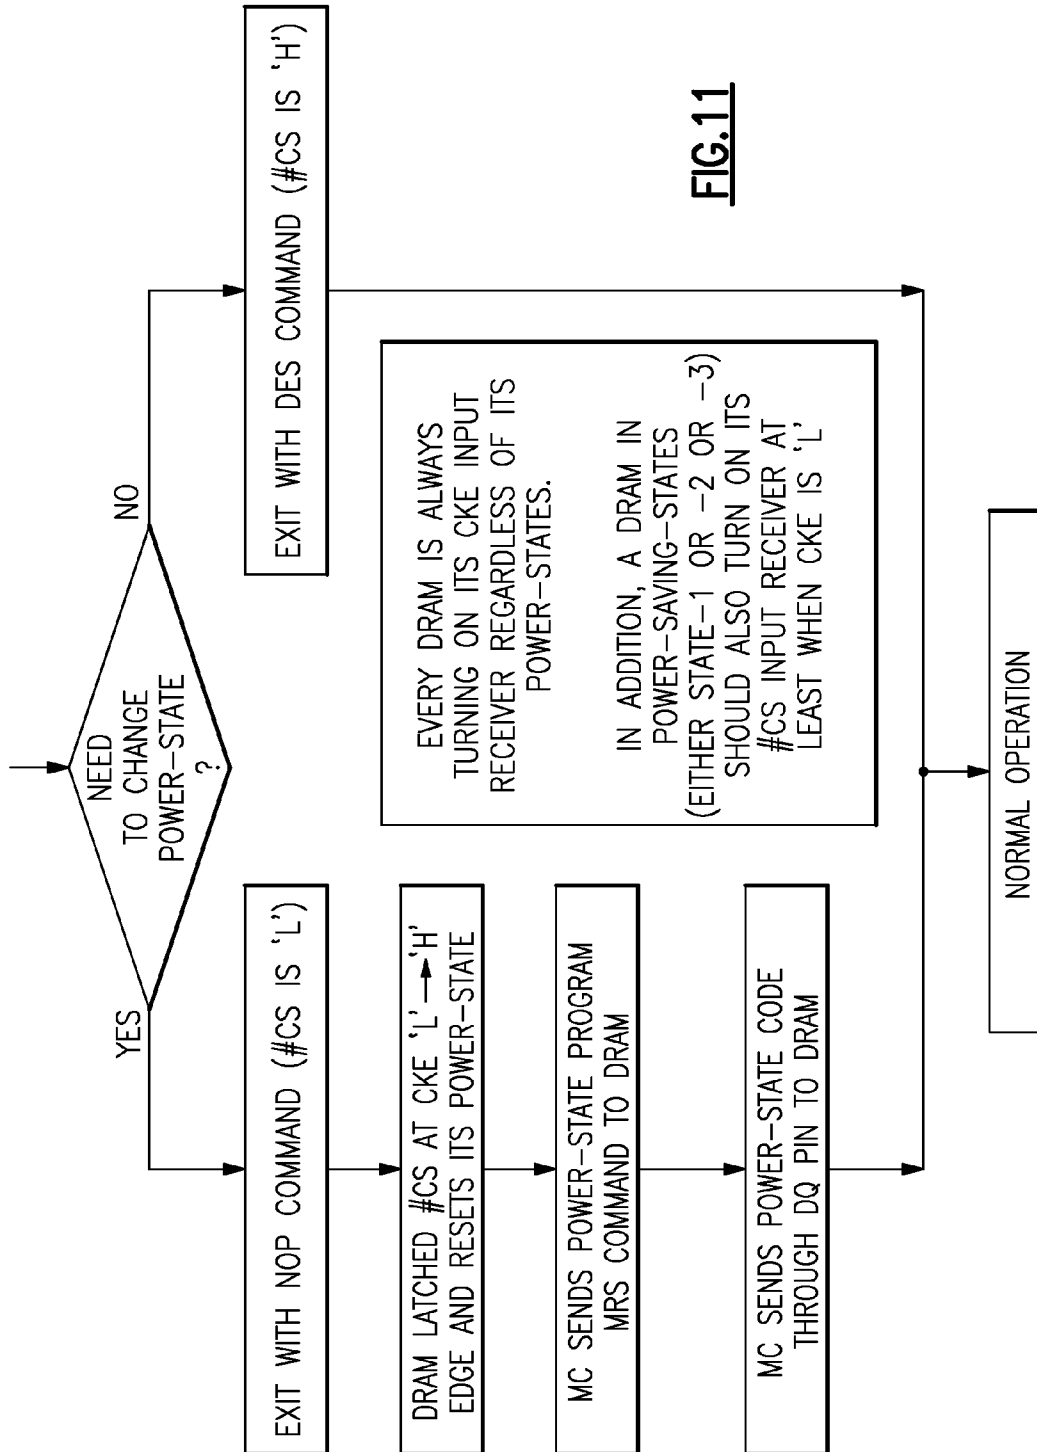 NEED
TO CHANGE
POWER-STATE
?
YES
NO
EXIT WITH NOP COMMAND (#CS IS 'L')
EXIT WITH DES COMMAND (#CS IS 'H')
DRAM LATCHED #CS AT CKE 'L'→'H'
EDGE AND RESETS ITS POWER-STATE
MC SENDS POWER-STATE PROGRAM
MRS COMMAND TO DRAM
MC SENDS POWER-STATE CODE
THROUGH DQ PIN TO DRAM
EVERY DRAM IS ALWAYS
TURNING ON ITS CKE INPUT
RECEIVER REGARDLESS OF ITS
POWER-STATES.
IN ADDITION, A DRAM IN
POWER-SAVING-STATES
(EITHER STATE-1 OR -2 OR -3)
SHOULD ALSO TURN ON ITS
#CS INPUT RECEIVER AT
LEAST WHEN CKE IS 'L'
NORMAL OPERATION
FIG.11